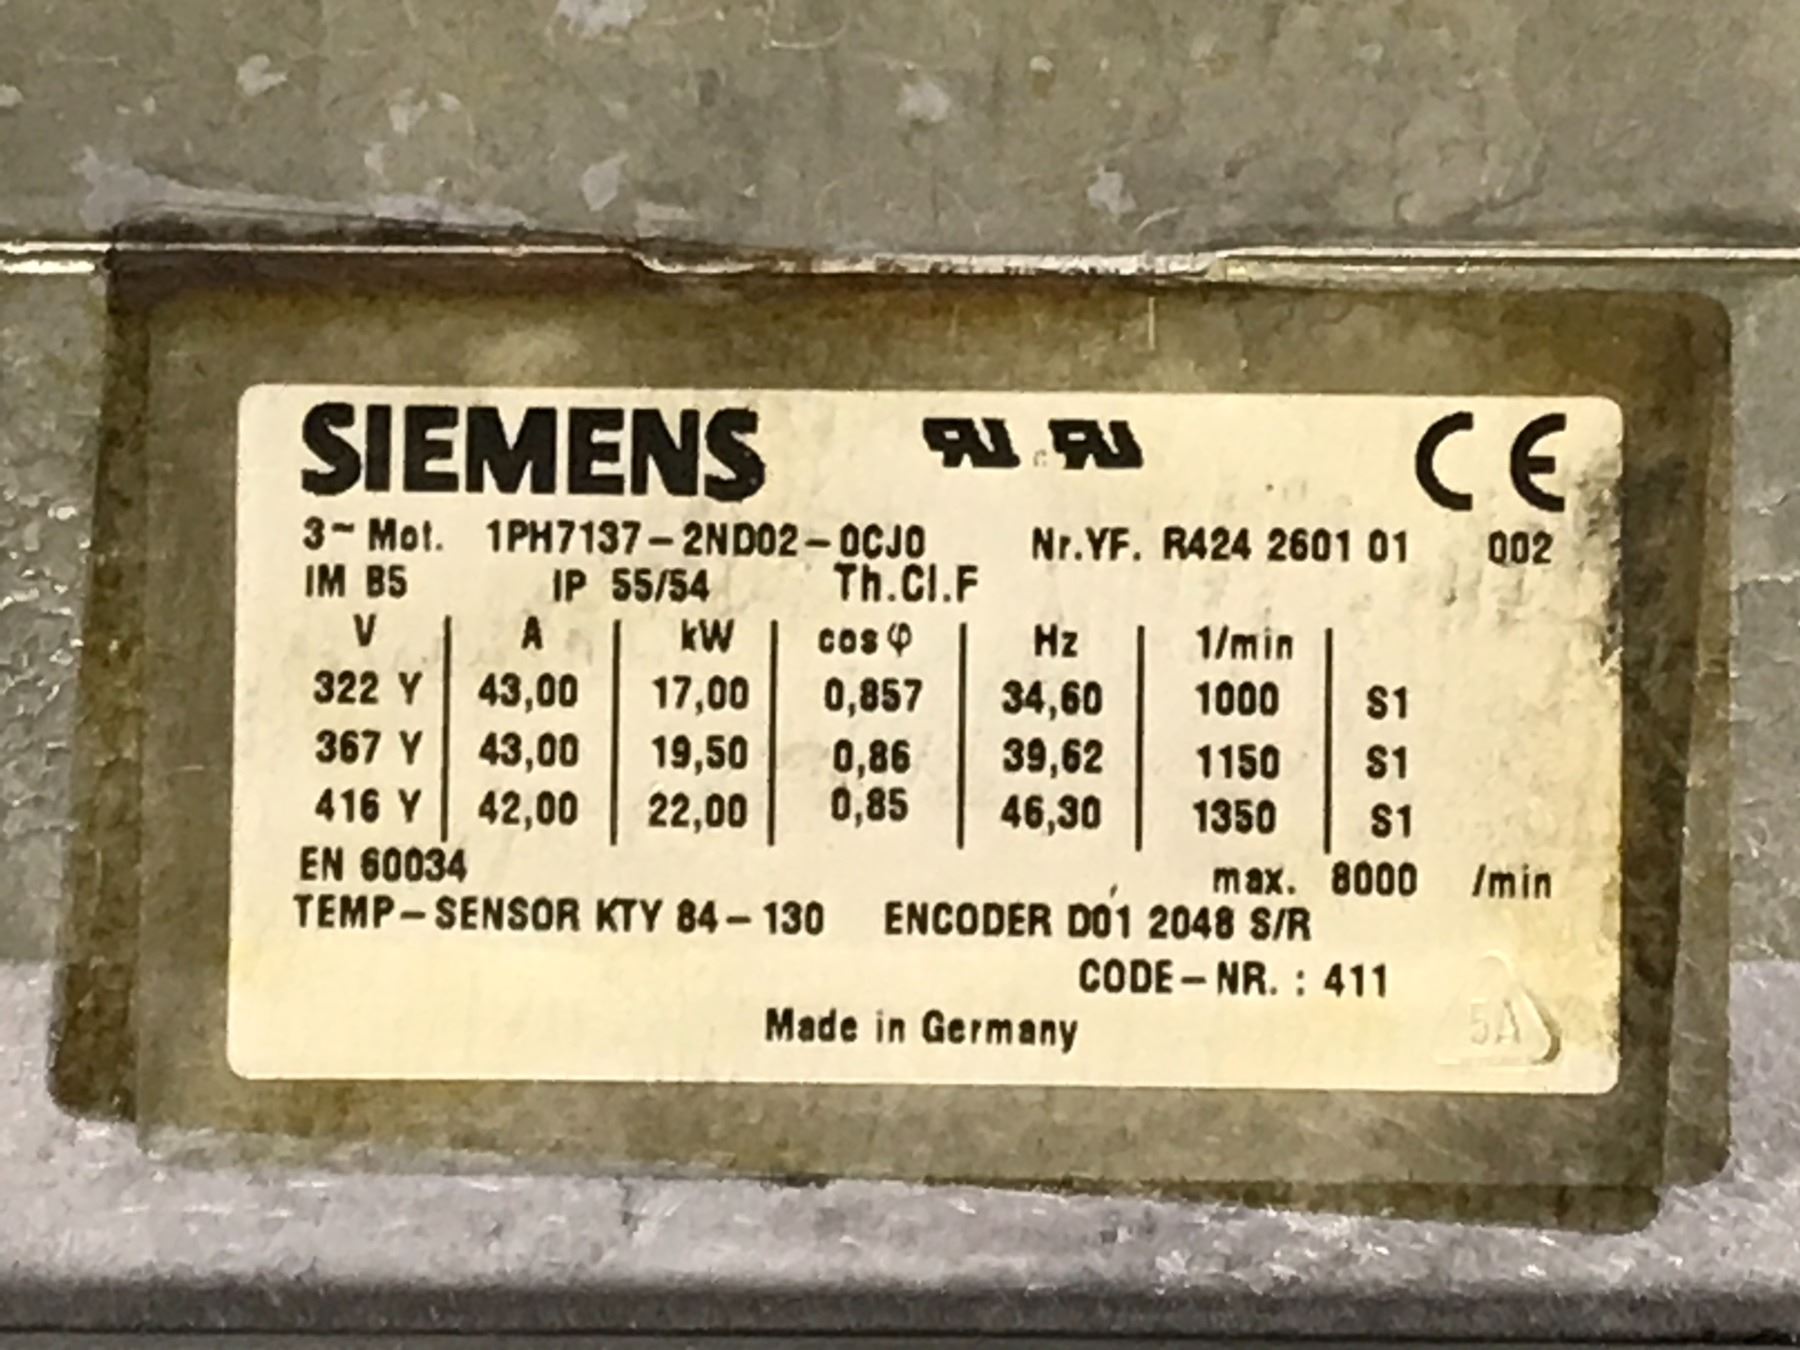 SIEMENS CE
3~ Mot. 1PH7137-2ND02-0CJ0 Nr.YF. R424 2601 01 002
IM B5 IP 55/54 Th.Cl.F
V A kW cos φ Hz 1/min
322 Y 43,00 17,00 0,857 34,60 1000 S1
367 Y 43,00 19,50 0,86 39,62 1150 S1
416 Y 42,00 22,00 0,85 46,30 1350 S1
EN 60034 max. 8000 /min
TEMP-SENSOR KTY 84-130 ENCODER D01 2048 S/R
CODE-NR. : 411
5A
Made in Germany